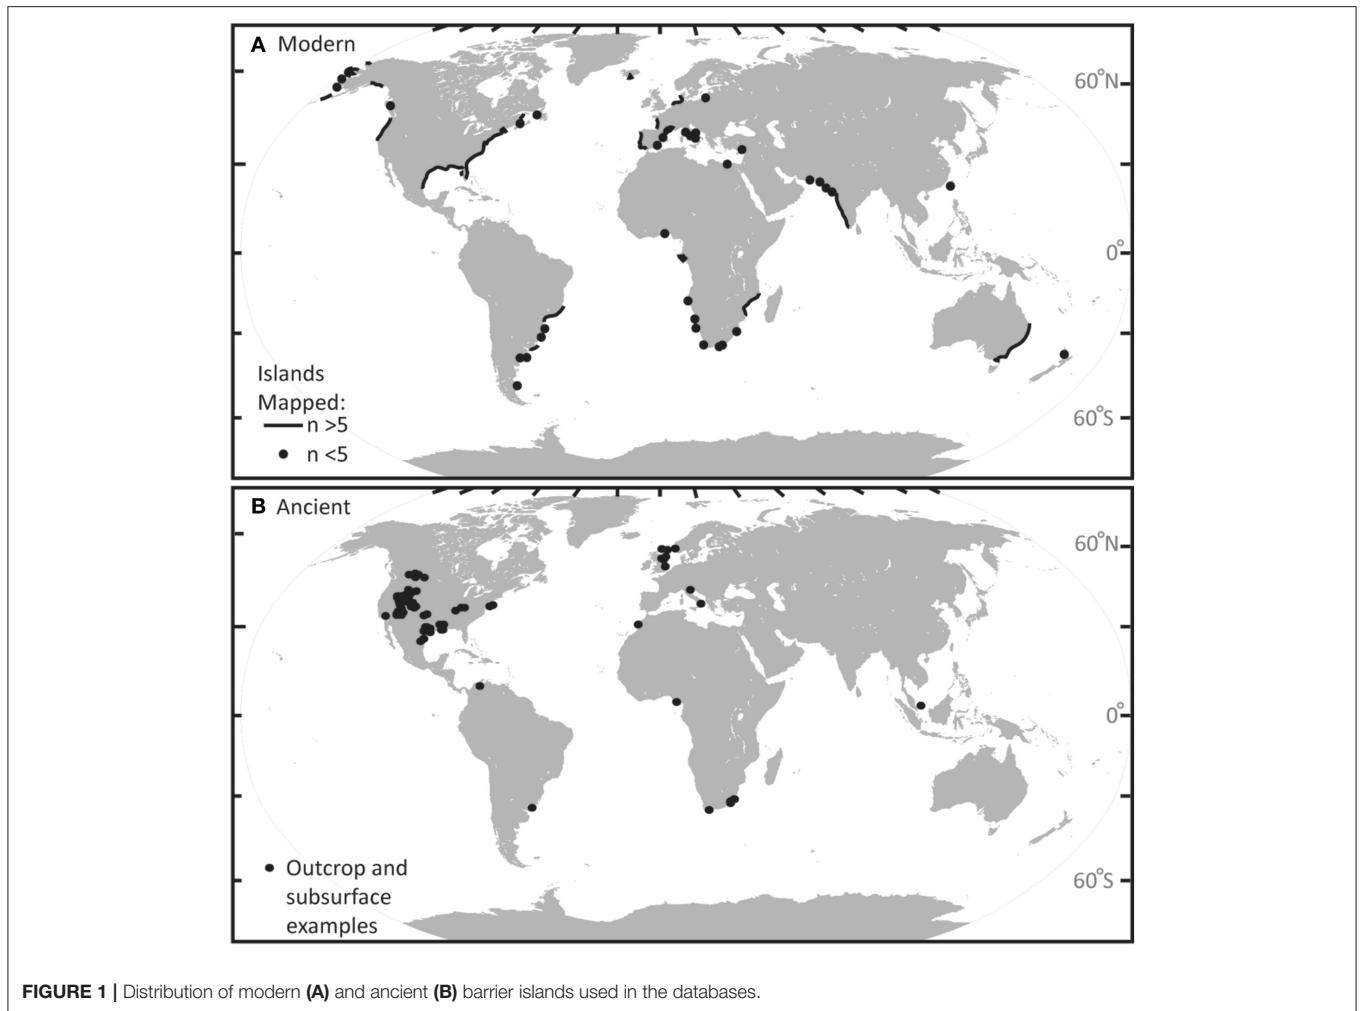 A Modern
60°N
0°
Islands
Mapped:
n >5
n <5
60°S
B Ancient
60°N
0°
Outcrop and
subsurface
examples
60°S
FIGURE 1 | Distribution of modern (A) and ancient (B) barrier islands used in the databases.